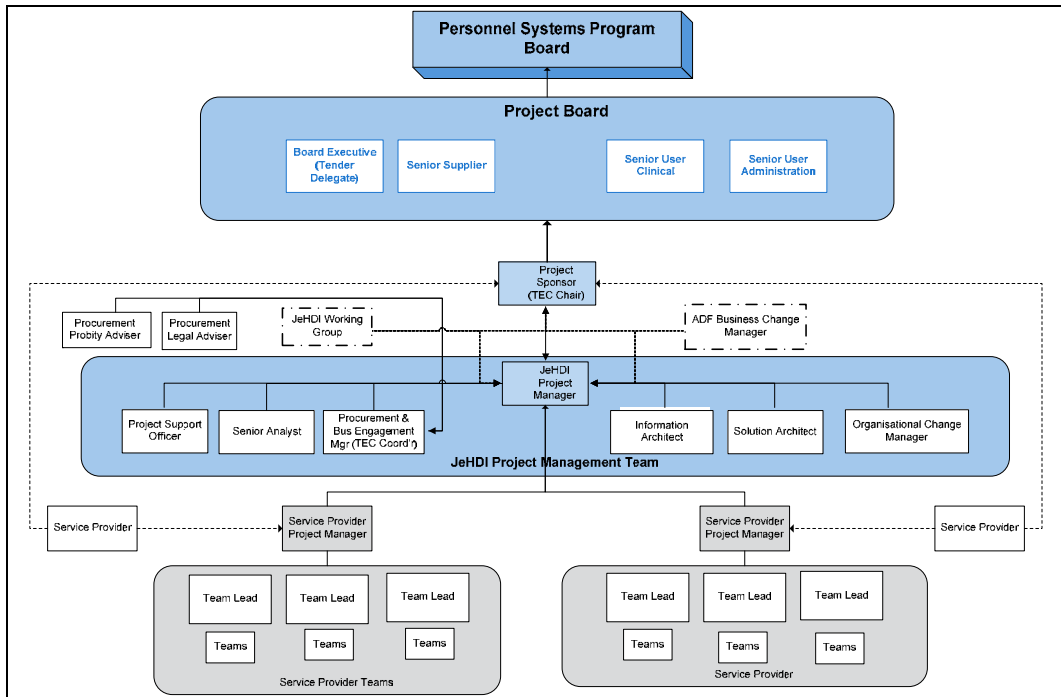 Personnel Systems Program
Board
Project Board
Board Executive
(Tender
Delegate)
Senior Supplier
Senior User
Clinical
Senior User
Administration
Project
Sponsor
(TEC Chair)
Procurement
Probity Adviser
Procurement
Legal Adviser
JeHDI Working
Group
ADF Business Change
Manager
JeHDI
Project
Manager
Project Support
Officer
Senior Analyst
Procurement &
Bus Engagement
Mgr (TEC Coord'r)
Information
Architect
Solution Architect
Organisational Change
Manager
JeHDI Project Management Team
Service Provider
Service Provider
Project Manager
Service Provider
Project Manager
Service Provider
Team Lead
Team Lead
Team Lead
Teams
Teams
Teams
Service Provider Teams
Team Lead
Team Lead
Team Lead
Teams
Teams
Teams
Service Provider